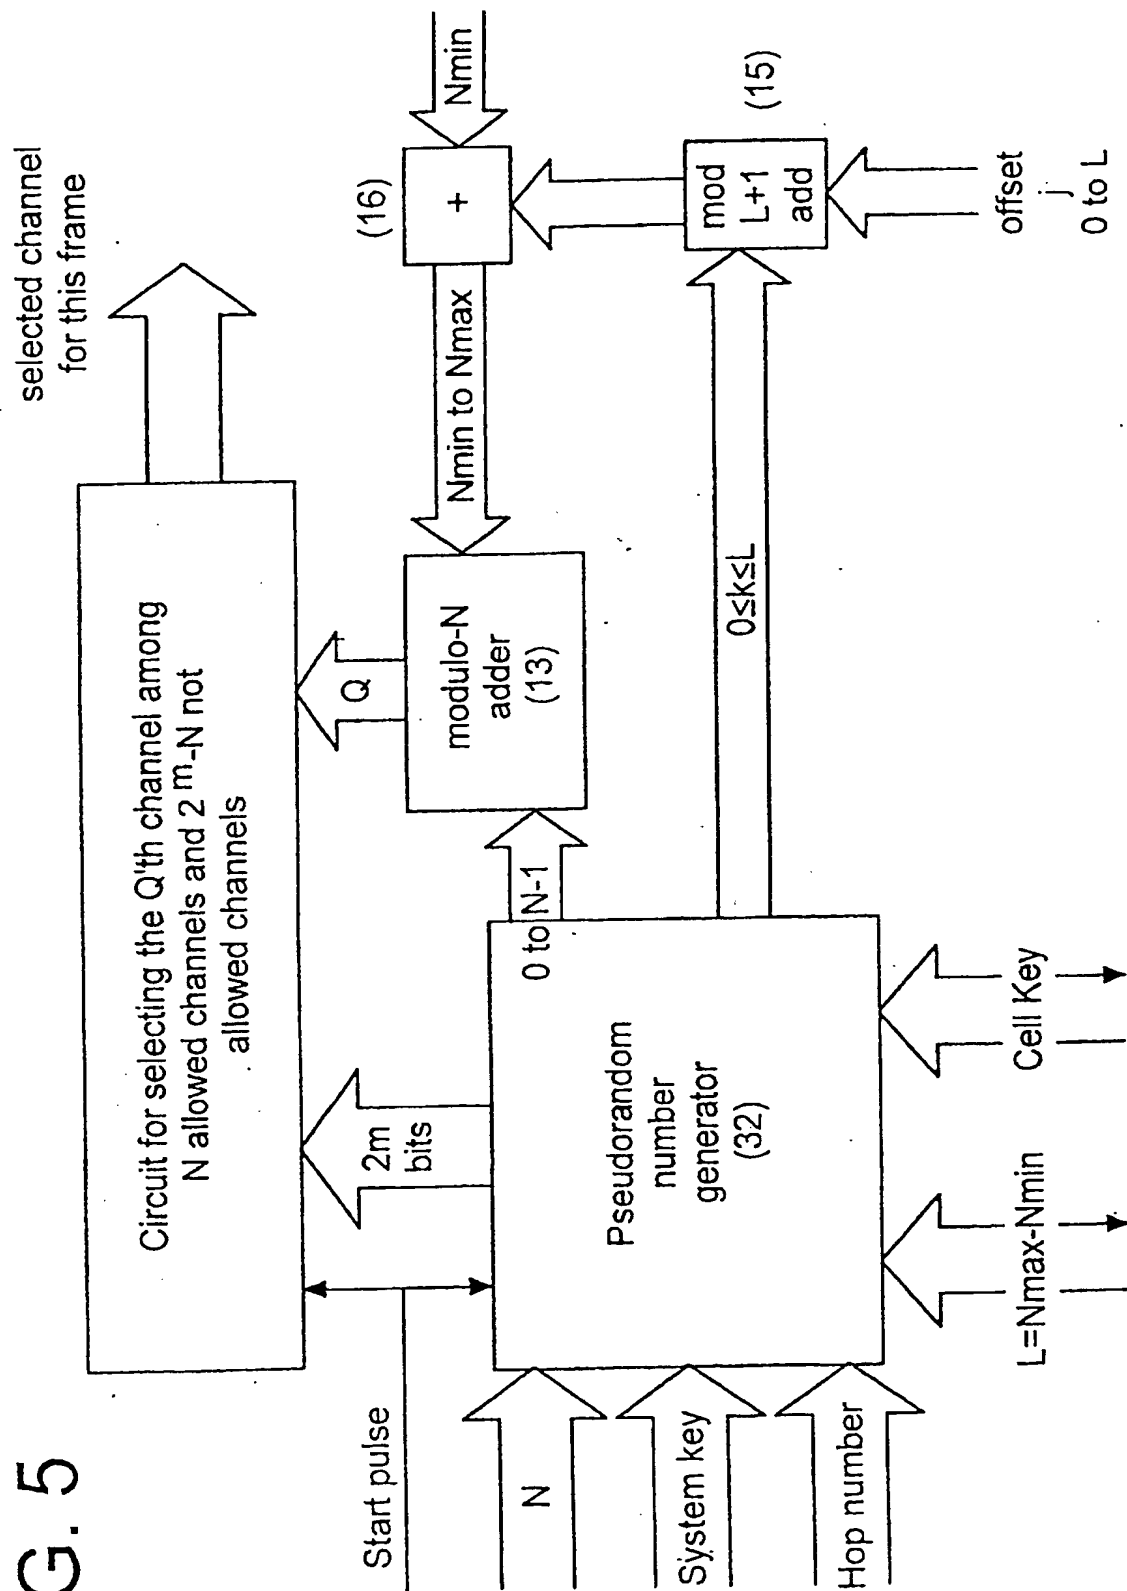 G. 5
selected channel
for this frame
Circuit for selecting the Q'th channel among
N allowed channels and 2 m-N not
allowed channels
Start pulse
2m
bits
Q
(16)
+
Nmin
Nmin to Nmax
modulo-N
adder
(13)
0 to N-1
N
System key
Hop number
Pseudorandom
number
generator
(32)
0≤k≤L
mod
L+1
add
(15)
L=Nmax-Nmin
Cell Key
offset
j
0 to L